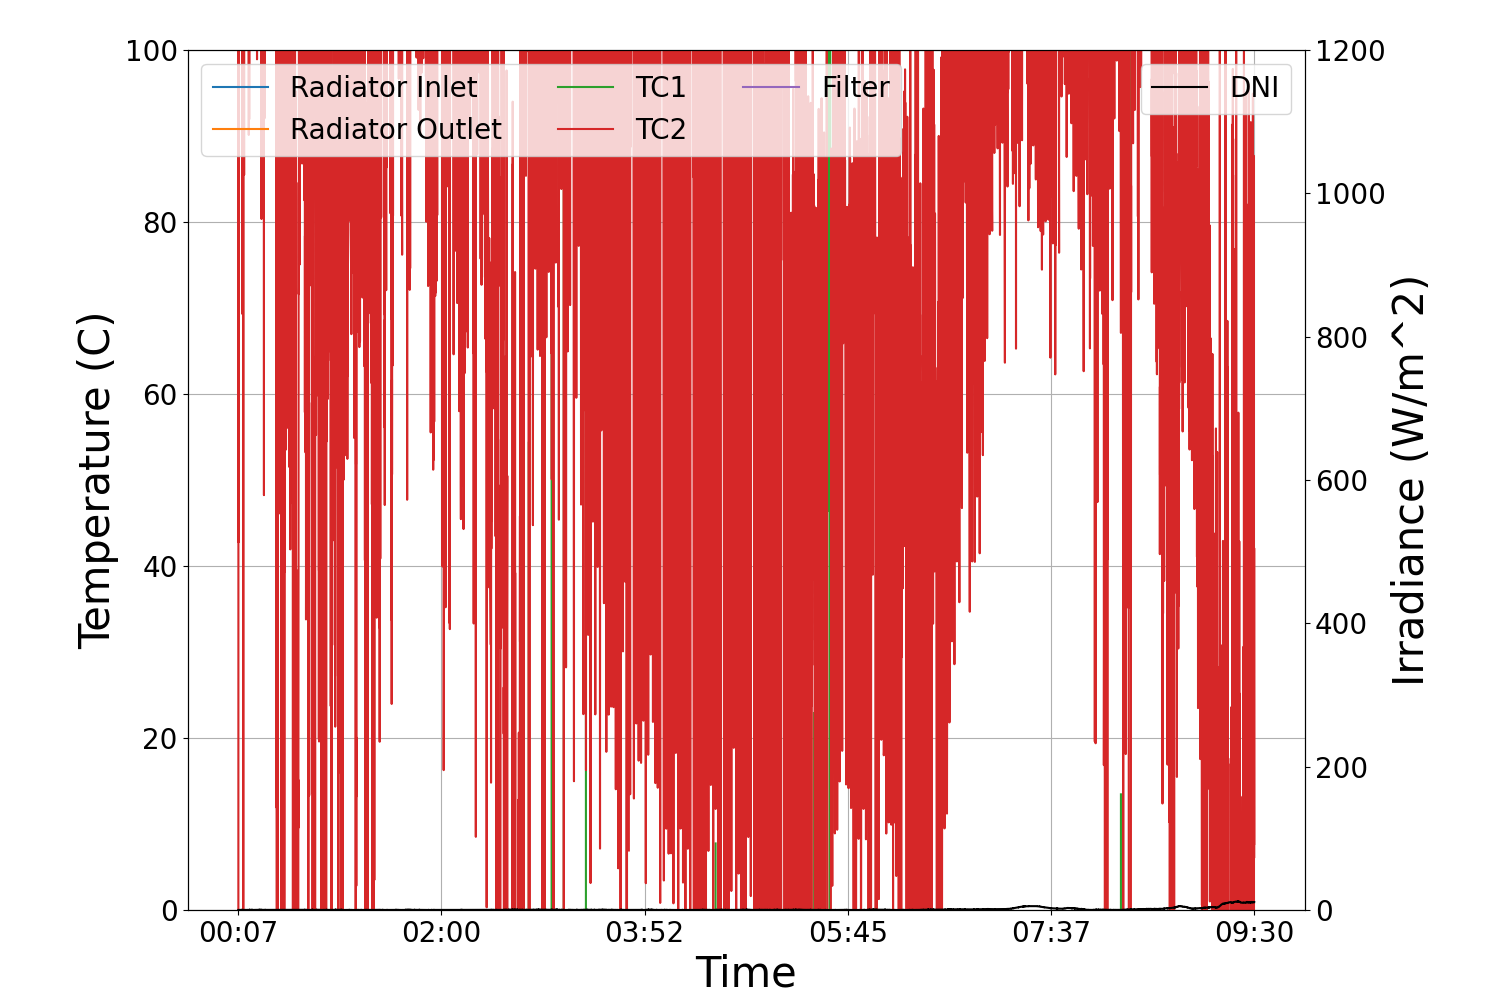 Radiator Inlet
Radiator Outlet
TC1
TC2
Filter
DNI
100
80
60
40
20
0
Temperature (C)
1200
1000
800
600
400
200
0
Irradiance (W/m^2)
00:07 02:00 03:52 05:45 07:37 09:30
Time